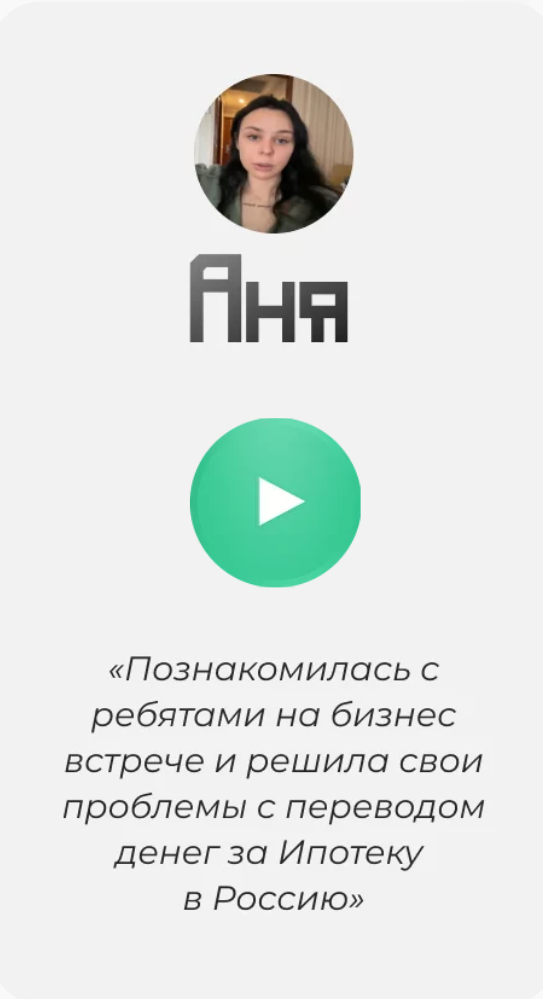 Аня
«Познакомилась с
ребятами на бизнес
встрече и решила свои
проблемы с переводом
денег за Ипотеку
в Россию»